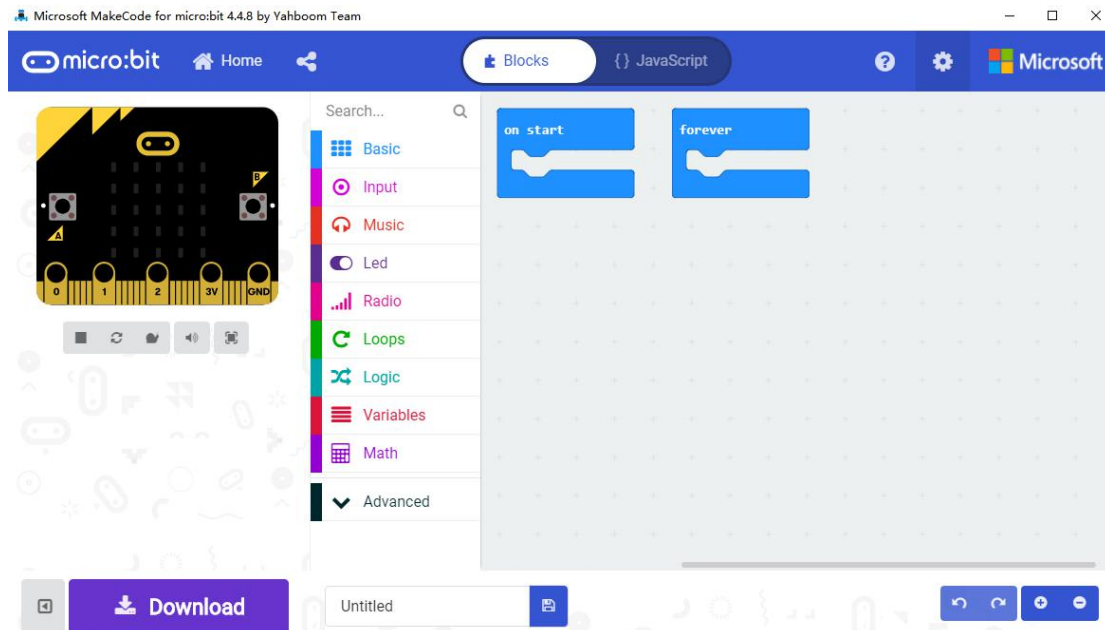 Microsoft MakeCode for micro:bit 4.4.8 by Yahboom Team
micro:bit
Home
Blocks
{} JavaScript
?
Microsoft
B
A
0 1 2 3V GND
Search...
Basic
Input
Music
Led
Radio
Loops
Logic
Variables
Math
Advanced
on start
forever
Download
Untitled